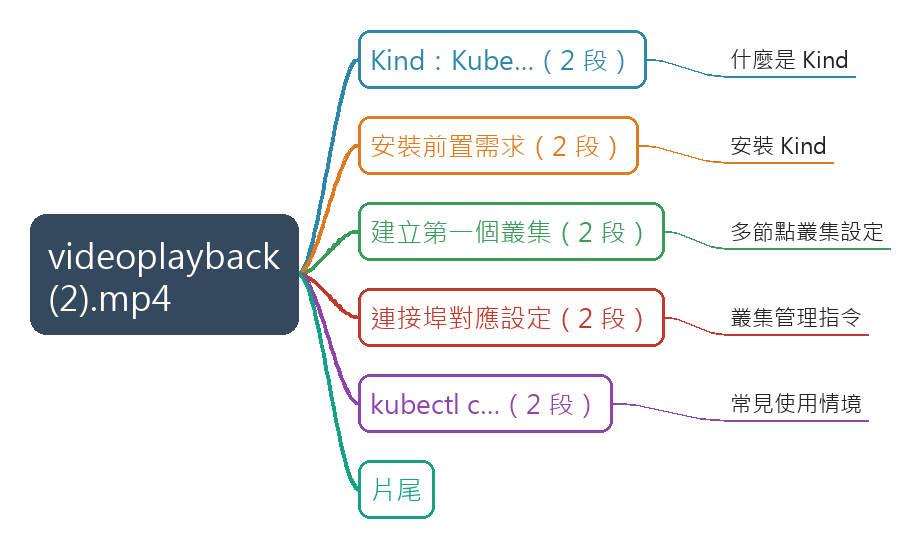 videoplayback
(2).mp4
Kind：Kube...（2 段）
什麼是 Kind
安裝前置需求（2 段）
安裝 Kind
建立第一個叢集（2 段）
多節點叢集設定
連接埠對應設定（2 段）
叢集管理指令
kubectl c...（2 段）
常見使用情境
片尾